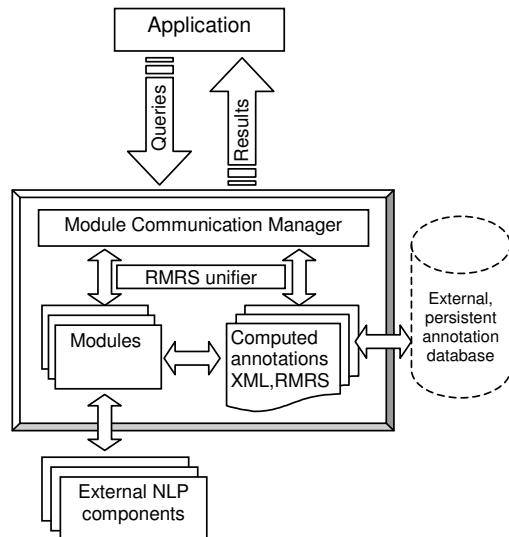 Application
Queries
Results
Module Communication Manager
RMRS unifier
Modules
Computed
annotations
XML,RMRS
External,
persistent
annotation
database
External NLP
components